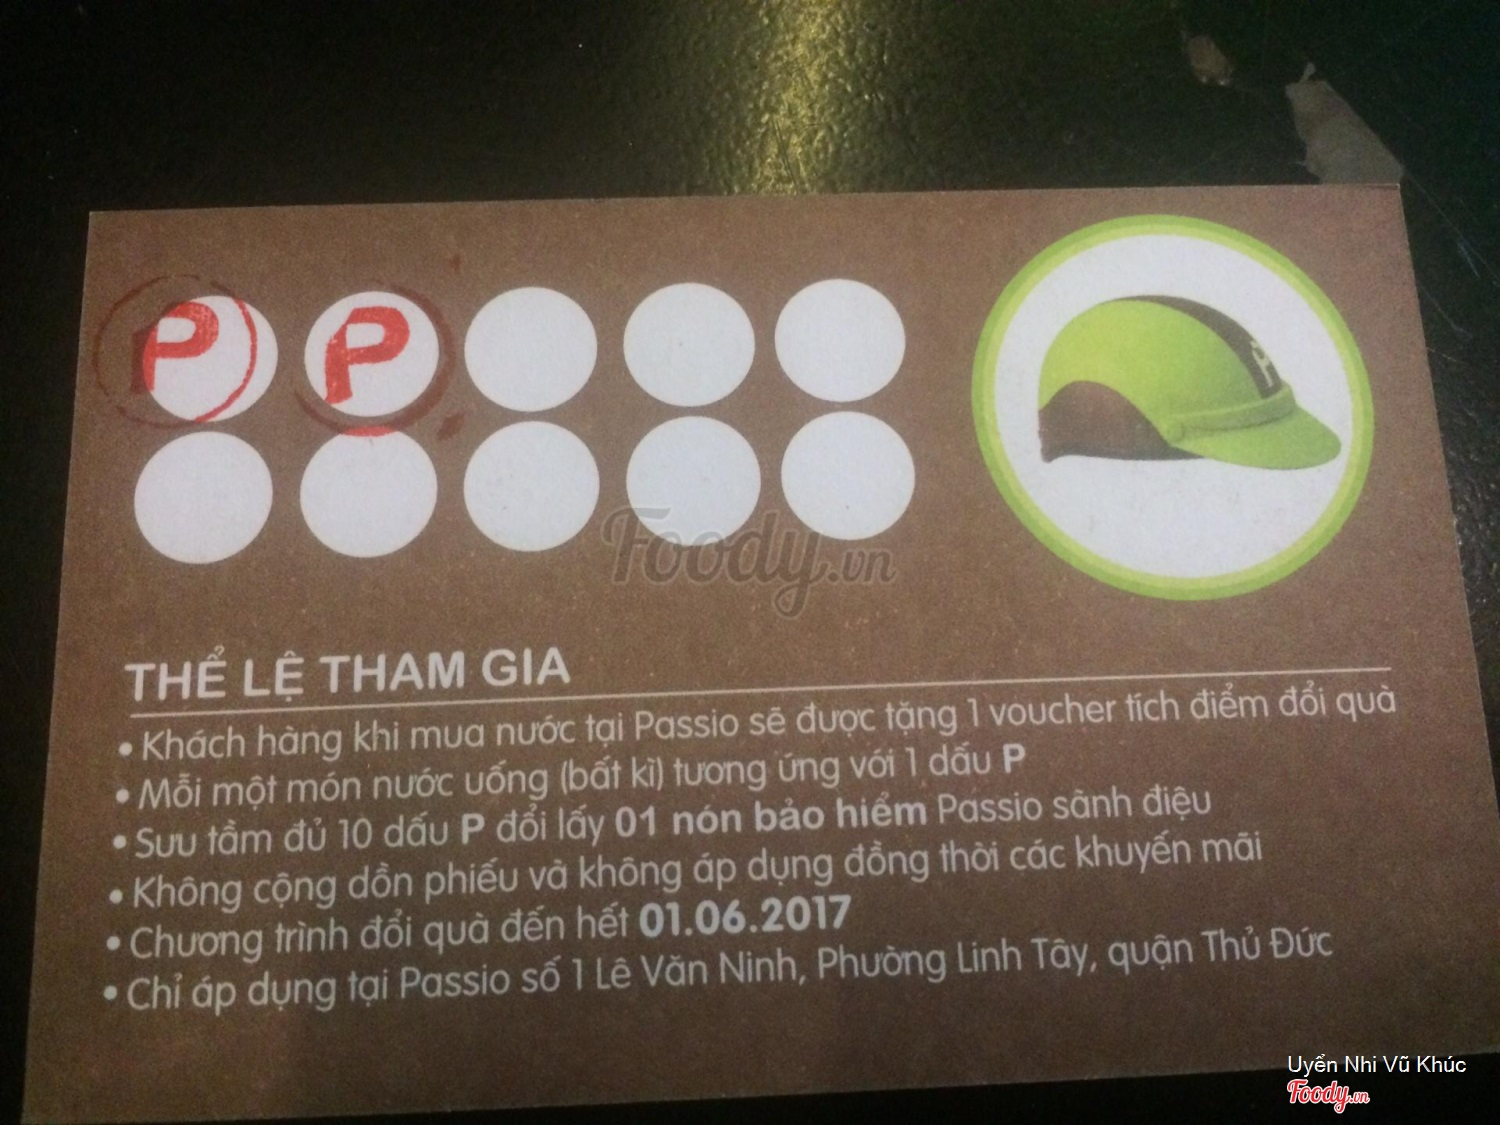 P P
P
Foody.vn
THỂ LỆ THAM GIA
• Khách hàng khi mua nước tại Passio sẽ được tặng 1 voucher tích điểm đổi quà
• Mỗi một món nước uống (bất kì) tương ứng với 1 dấu P
• Sưu tầm đủ 10 dấu P đổi lấy 01 nón bảo hiểm Passio sành điệu
• Không cộng dồn phiếu và không áp dụng đồng thời các khuyến mãi
• Chương trình đổi quà đến hết 01.06.2017
• Chỉ áp dụng tại Passio số 1 Lê Văn Ninh, Phường Linh Tây, quận Thủ Đức
Uyển Nhi Vũ Khúc
Foody.vn